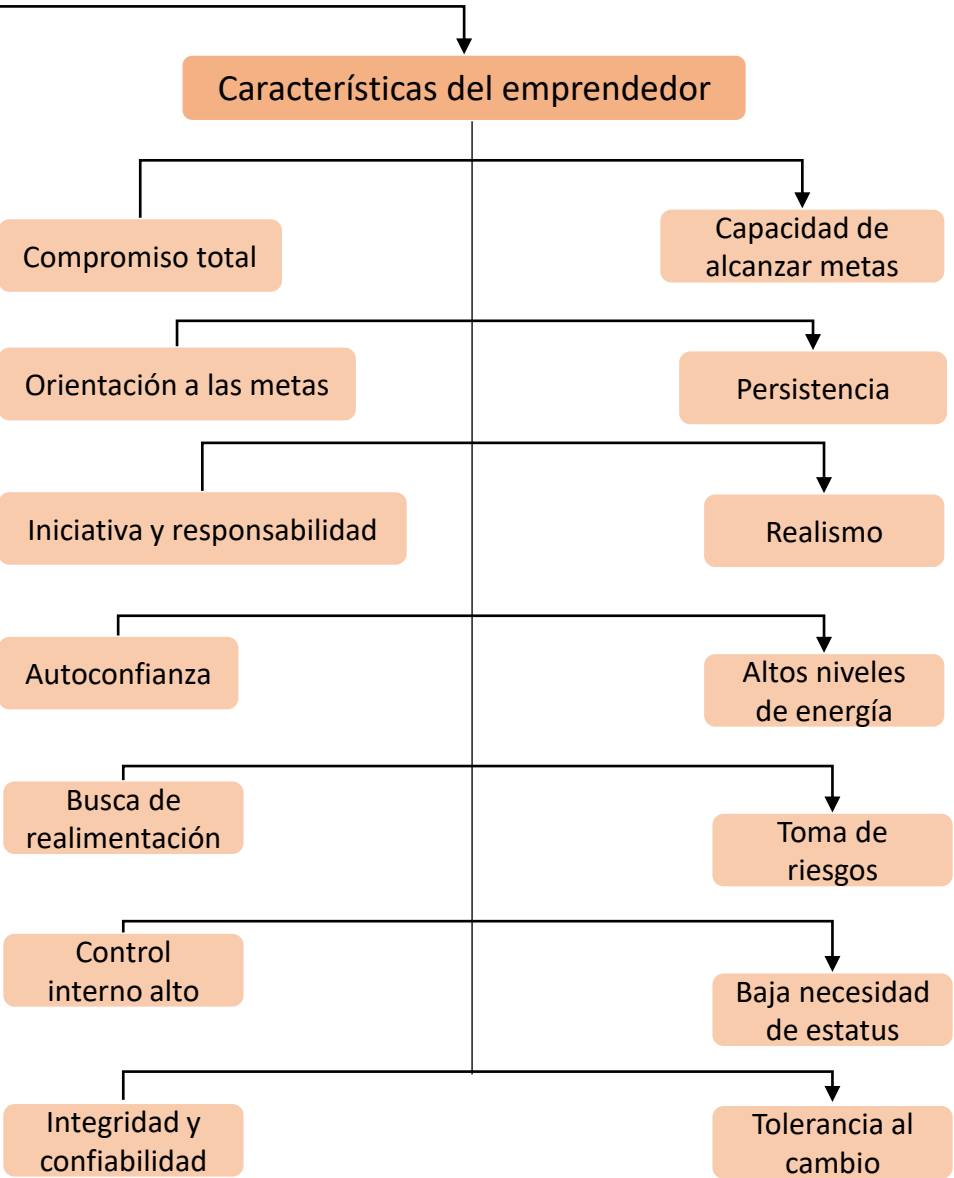 Características del emprendedor
Compromiso total
Capacidad de
alcanzar metas
Orientación a las metas
Persistencia
Iniciativa y responsabilidad
Realismo
Autoconfianza
Altos niveles
de energía
Busca de
realimentación
Toma de
riesgos
Control
interno alto
Baja necesidad
de estatus
Integridad y
confiabilidad
Tolerancia al
cambio